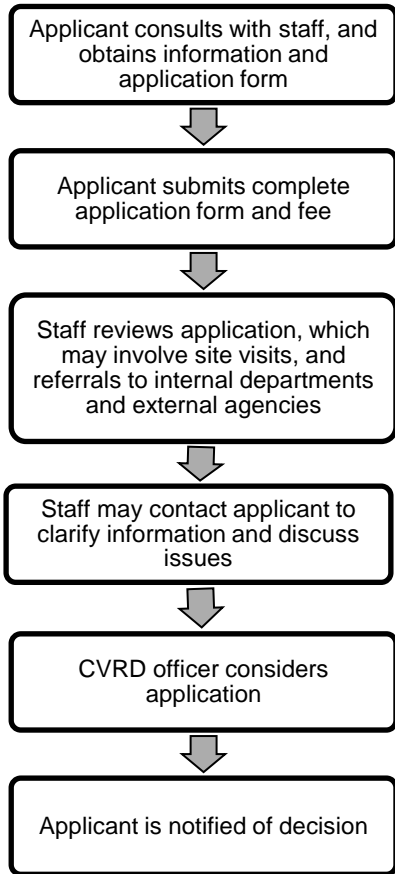 Applicant consults with staff, and
obtains information and
application form
Applicant submits complete
application form and fee
Staff reviews application, which
may involve site visits, and
referrals to internal departments
and external agencies
Staff may contact applicant to
clarify information and discuss
issues
CVRD officer considers
application
Applicant is notified of decision